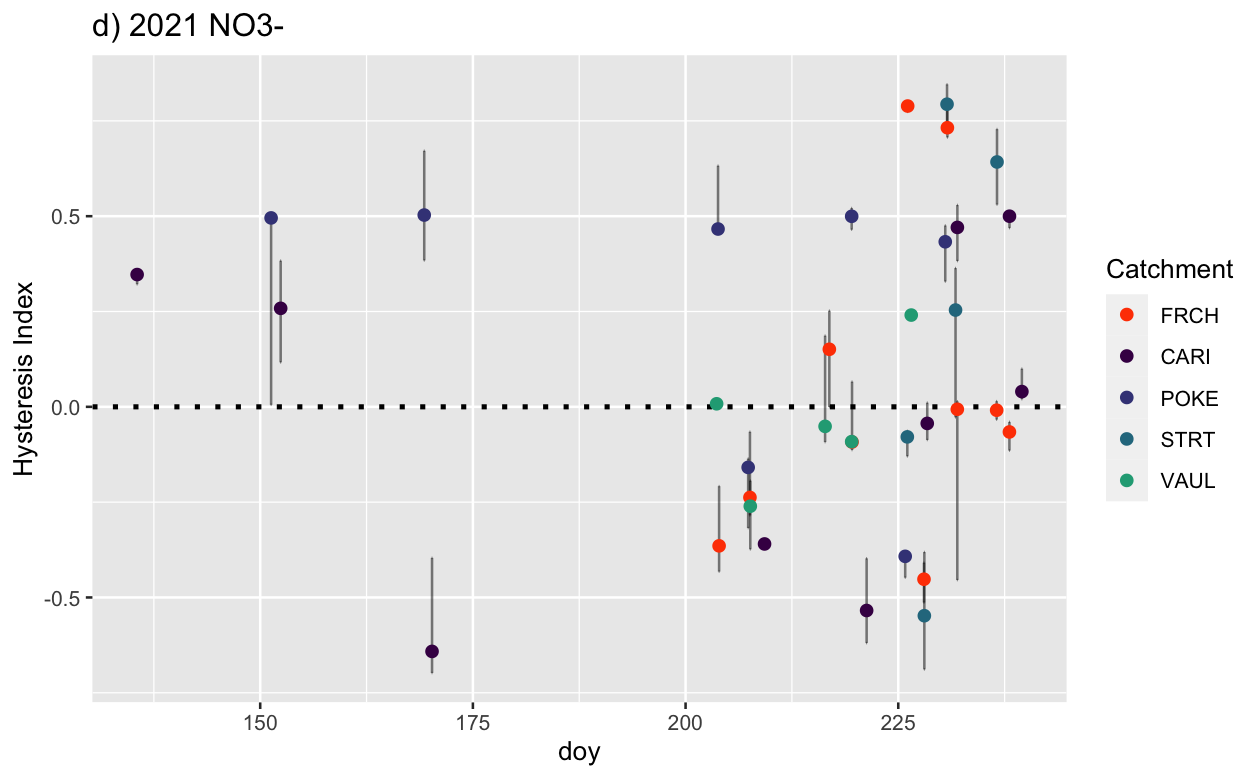 d) 2021 NO3-
Hysteresis Index
0.5
0.0
-0.5
150
175
200
225
doy
Catchment
FRCH
CARI
POKE
STRT
VAUL